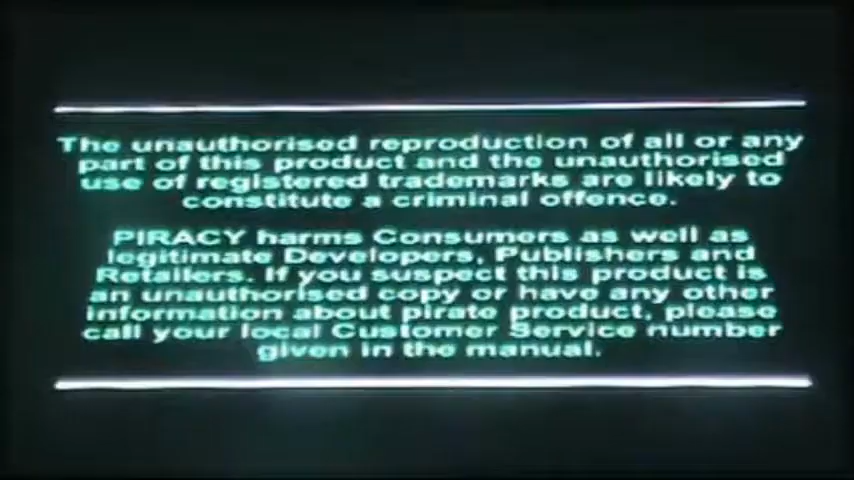 The unauthorised reproduction of all or any
part of this product and the unauthorised
use of registered trademarks are likely to
constitute a criminal offence.
PIRACY harms Consumers as well as
legitimate Developers, Publishers and
Retailers. If you suspect this product is
an unauthorised copy or have any other
information about pirate product, please
call your local Customer Service number
given in the manual.